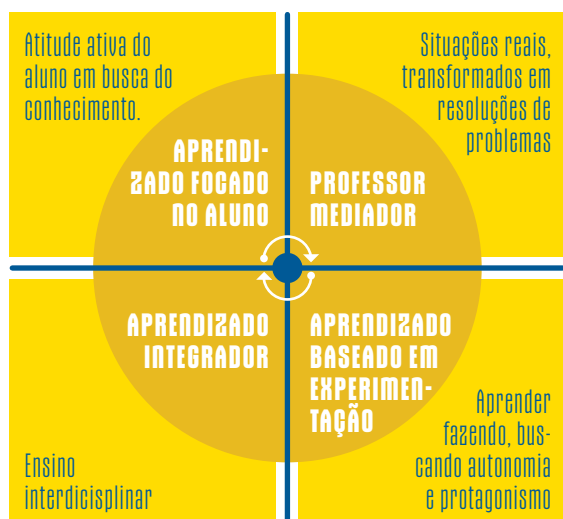 Atitude ativa do
aluno em busca do
conhecimento.
APRENDI-
ZADO FOCADO
NO ALUNO
Situações reais,
transformados em
resoluções de
problemas
PROFESSOR
MEDIADOR
APRENDIZADO
INTEGRADOR
Ensino
interdicisplinar
APRENDIZADO
BASEADO EM
EXPERIMEN-
TAÇÃO
Aprender
fazendo, bus-
cando autonomia
e protagonismo